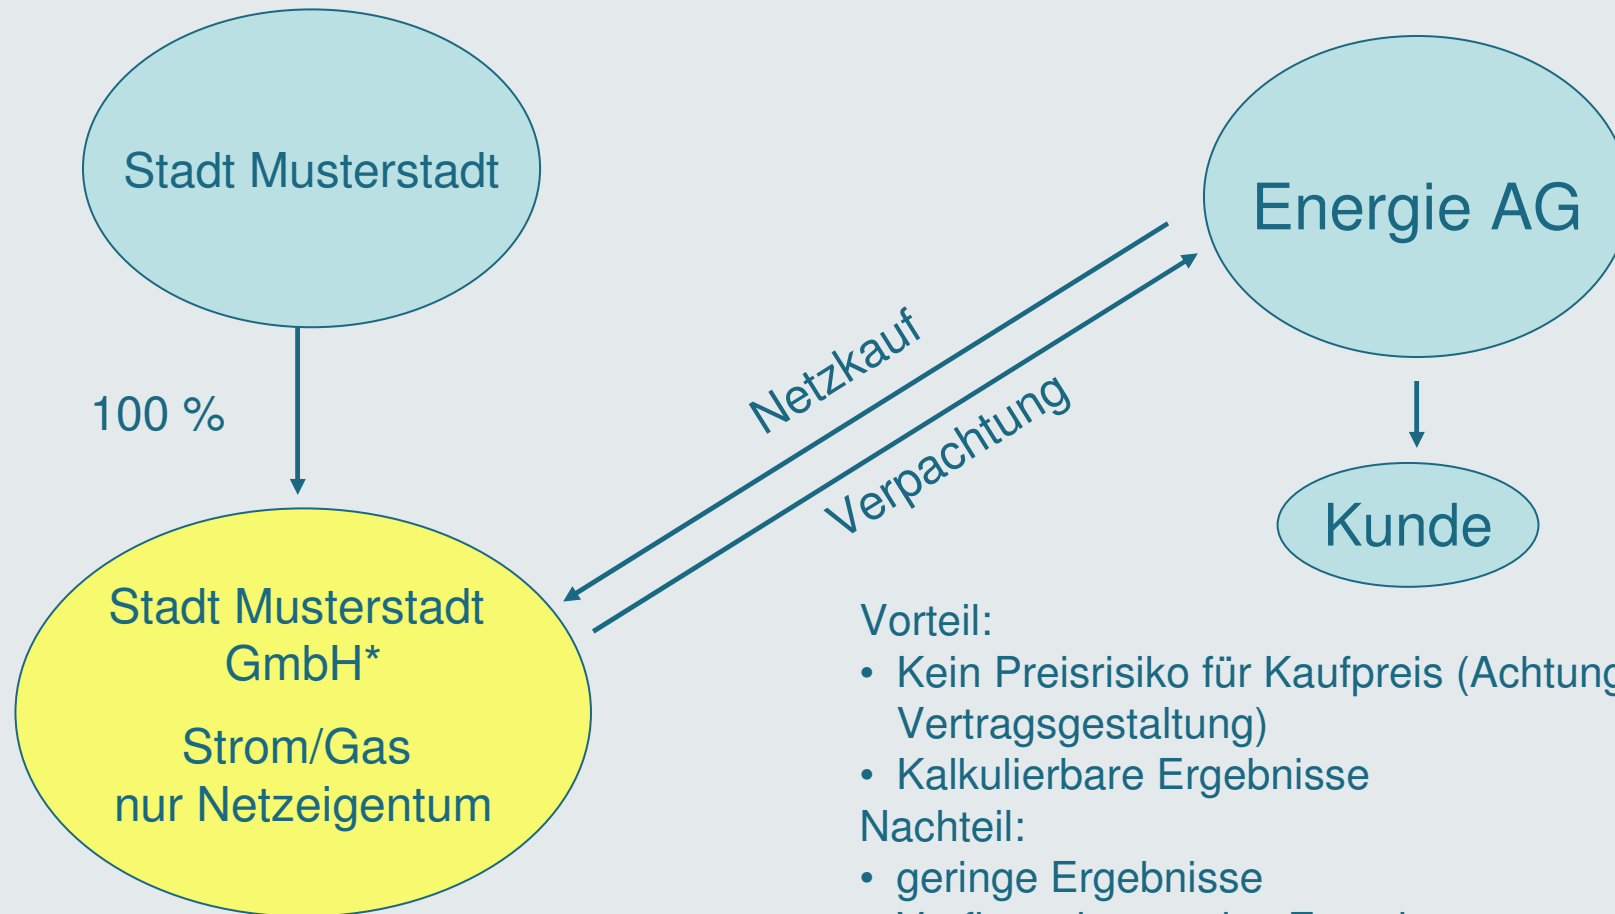 Stadt Musterstadt
Energie AG
100 %
Netzkauf
Verpachtung
Kunde
Stadt Musterstadt
GmbH*
Strom/Gas
nur Netzeigentum
Vorteil:
• Kein Preisrisiko für Kaufpreis (Achtung
Vertragsgestaltung)
• Kalkulierbare Ergebnisse
Nachteil:
• geringe Ergebnisse